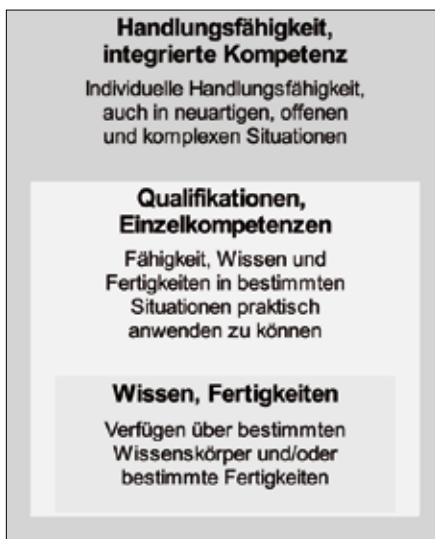 Handlungsfähigkeit,
integrierte Kompetenz
Individuelle Handlungsfähigkeit,
auch in neuartigen, offenen
und komplexen Situationen
Qualifikationen,
Einzelkompetenzen
Fähigkeit, Wissen und
Fertigkeiten in bestimmten
Situationen praktisch
anwenden zu können
Wissen, Fertigkeiten
Verfügen über bestimmten
Wissenskörper und/oder
bestimmte Fertigkeiten